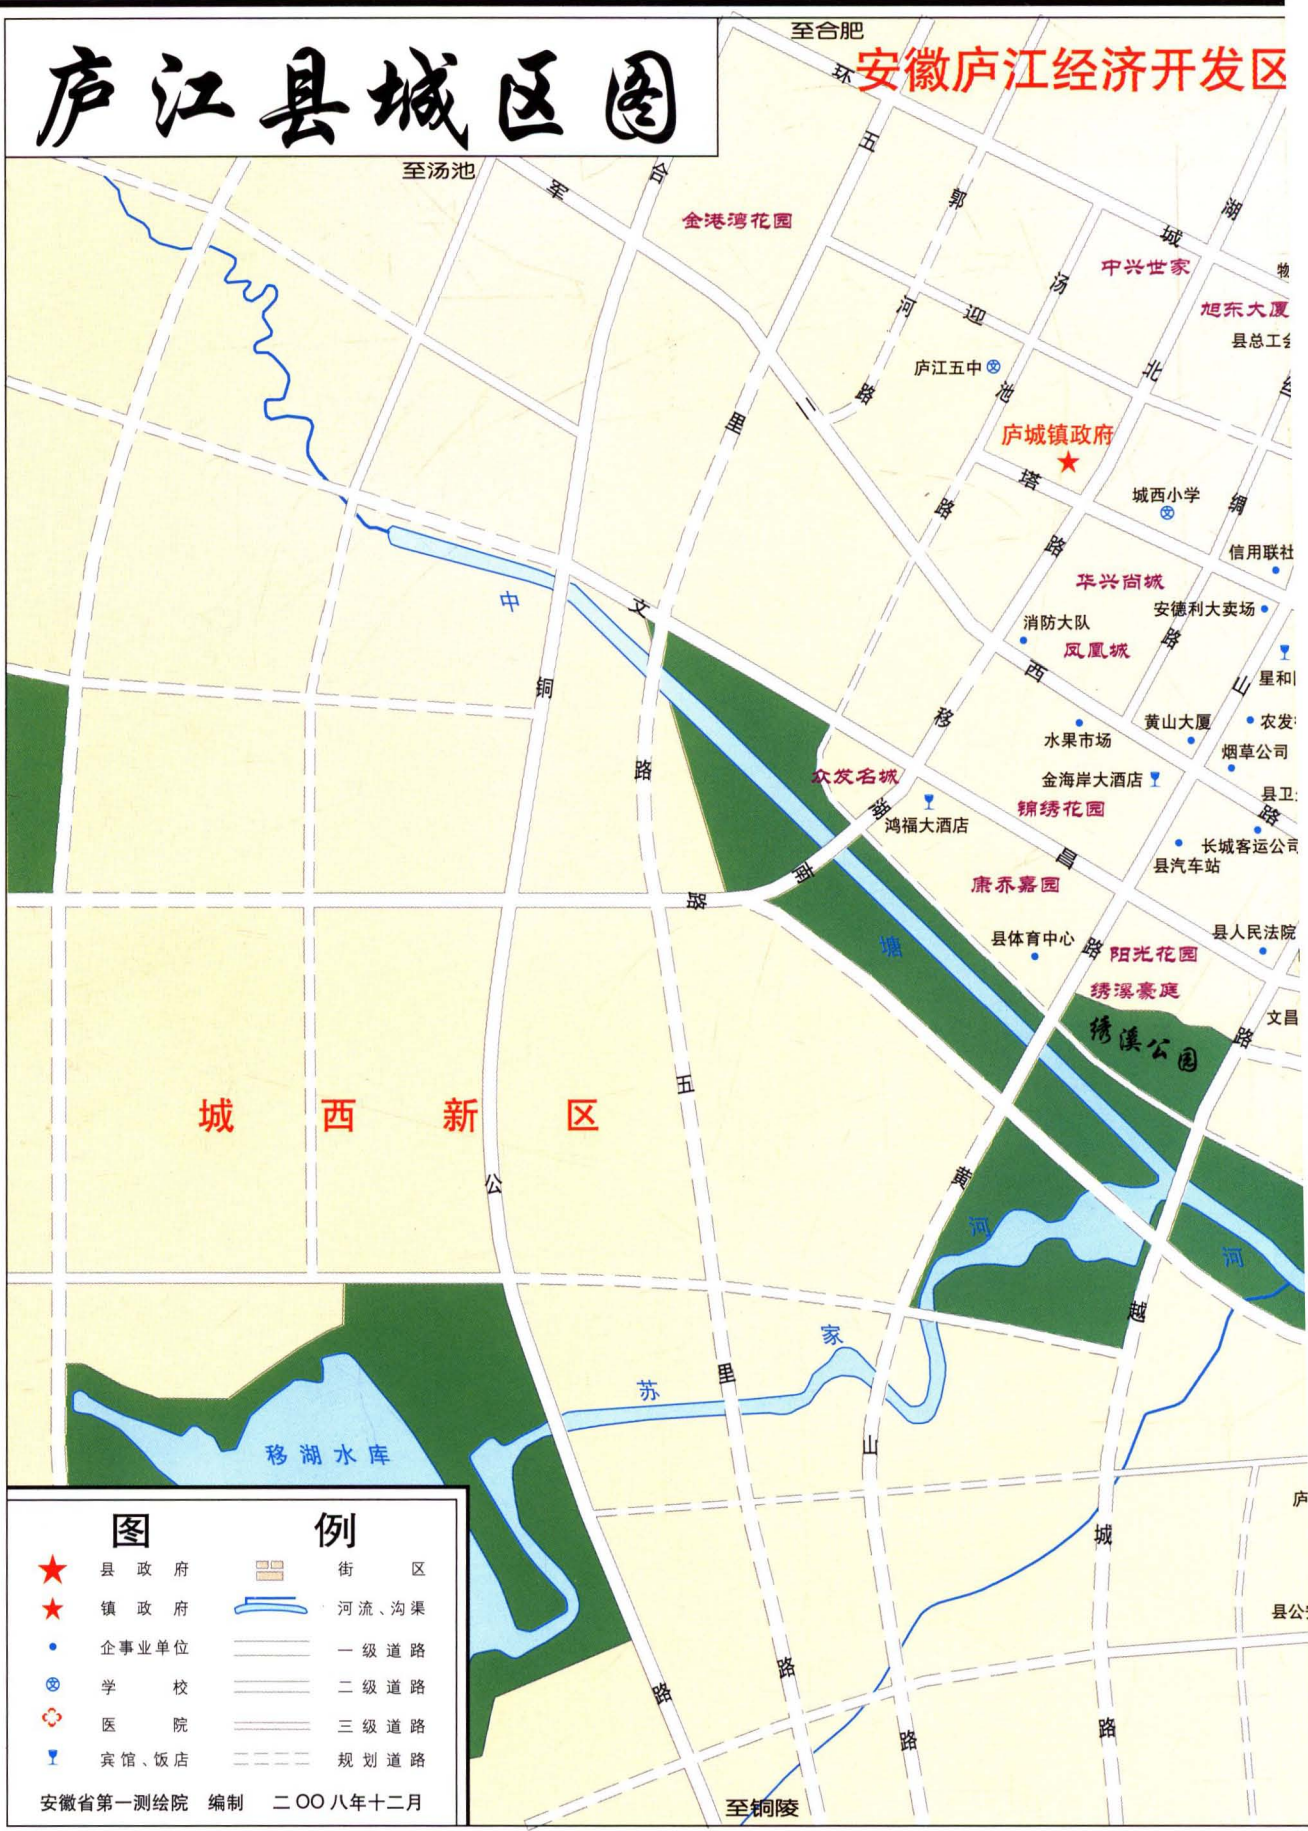 庐江县城区图
至合肥
安徽庐江经济开发区
环
五
至汤池
军
合
金港湾花园
郭
湖
城
中兴世家
物
汤
旭东大厦
河
迎
县总工会
庐江五中
池
北
路
二
里
庐城镇政府
塔
城西小学
绸
路
路
信用联社
华兴尚城
安德利大卖场
中
文
消防大队
路
凤凰城
星和
西
山
铜
移
黄山大厦
农发
水果市场
烟草公司
路
众发名城
金海岸大酒店
县卫
湖
鸿福大酒店
锦绣花园
路
长城客运公司
昌
县汽车站
南
康乔嘉园
路
塘
县体育中心
路
县人民法院
阳光花园
绣溪豪庭
文昌
绣溪公园
路
五
城西新区
公
黄
河
河
越
家
里
苏
山
移湖水库
庐
城
县公
路
路
路
路
至铜陵
图例
县政府
街区
镇政府
河流、沟渠
企事业单位
一级道路
学校
二级道路
医院
三级道路
宾馆、饭店
规划道路
安徽省第一测绘院 编制 二OO八年十二月